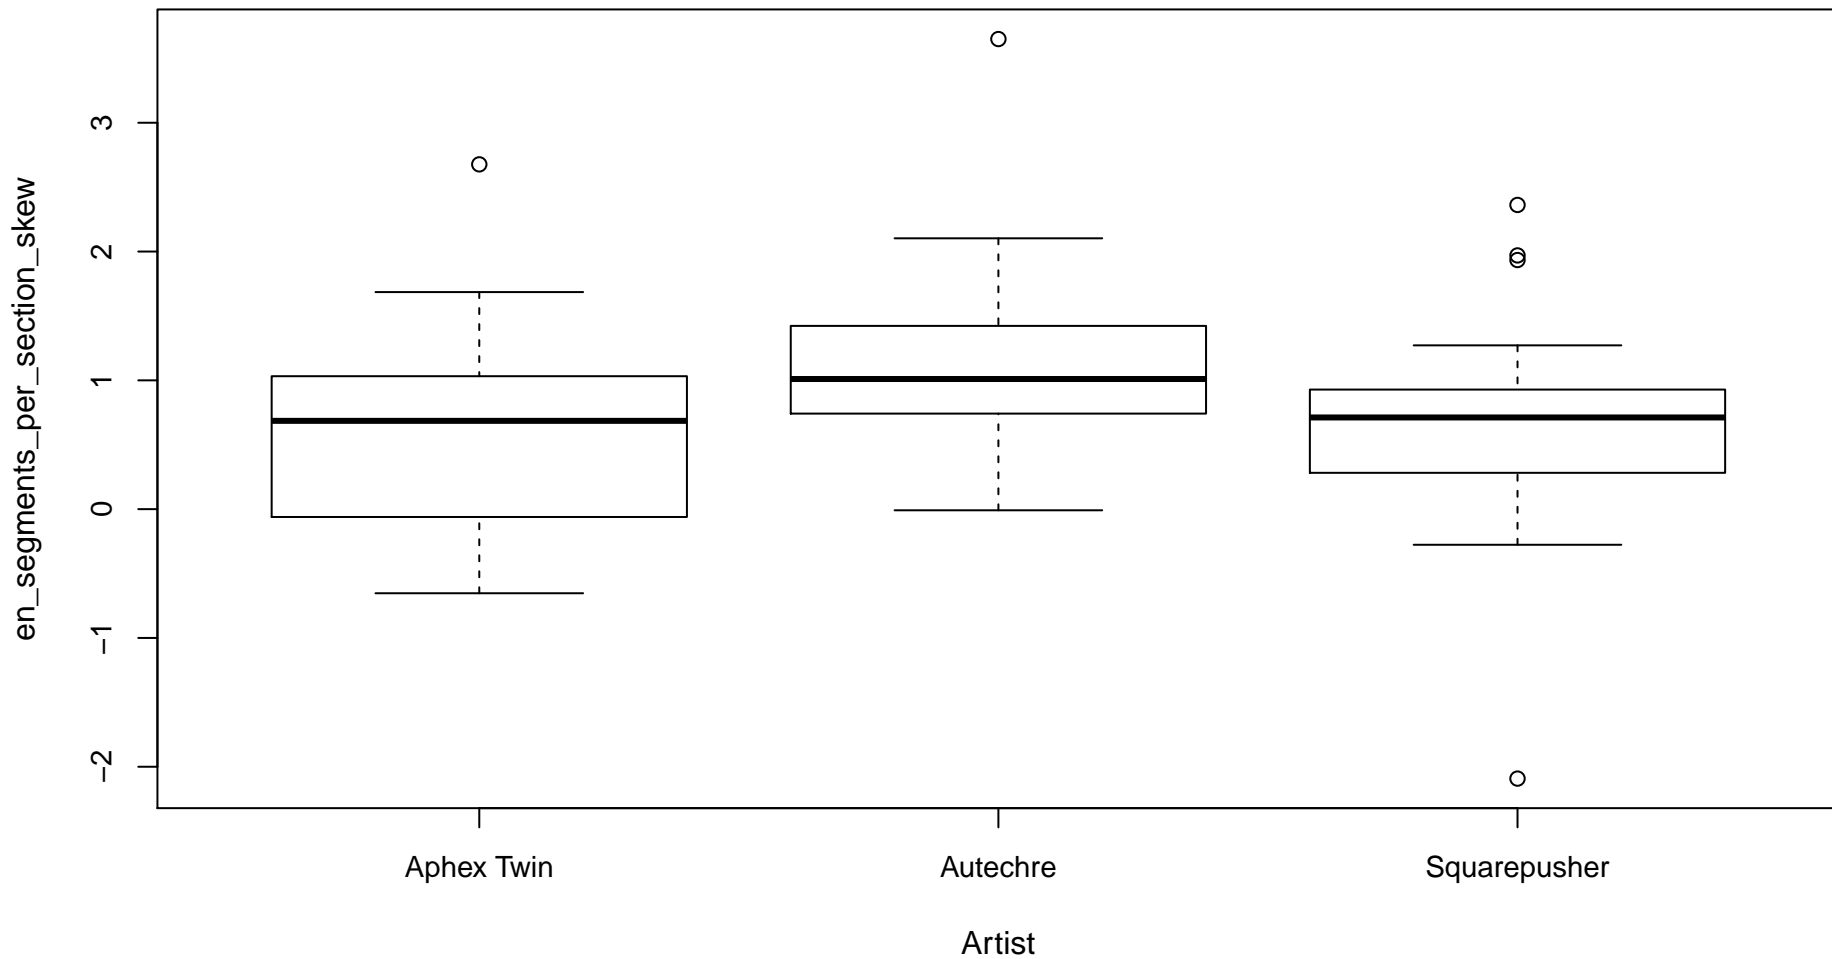 en_segments_per_section_skew
3
2
1
0
−1
−2
Aphex Twin
Autechre
Squarepusher
Artist